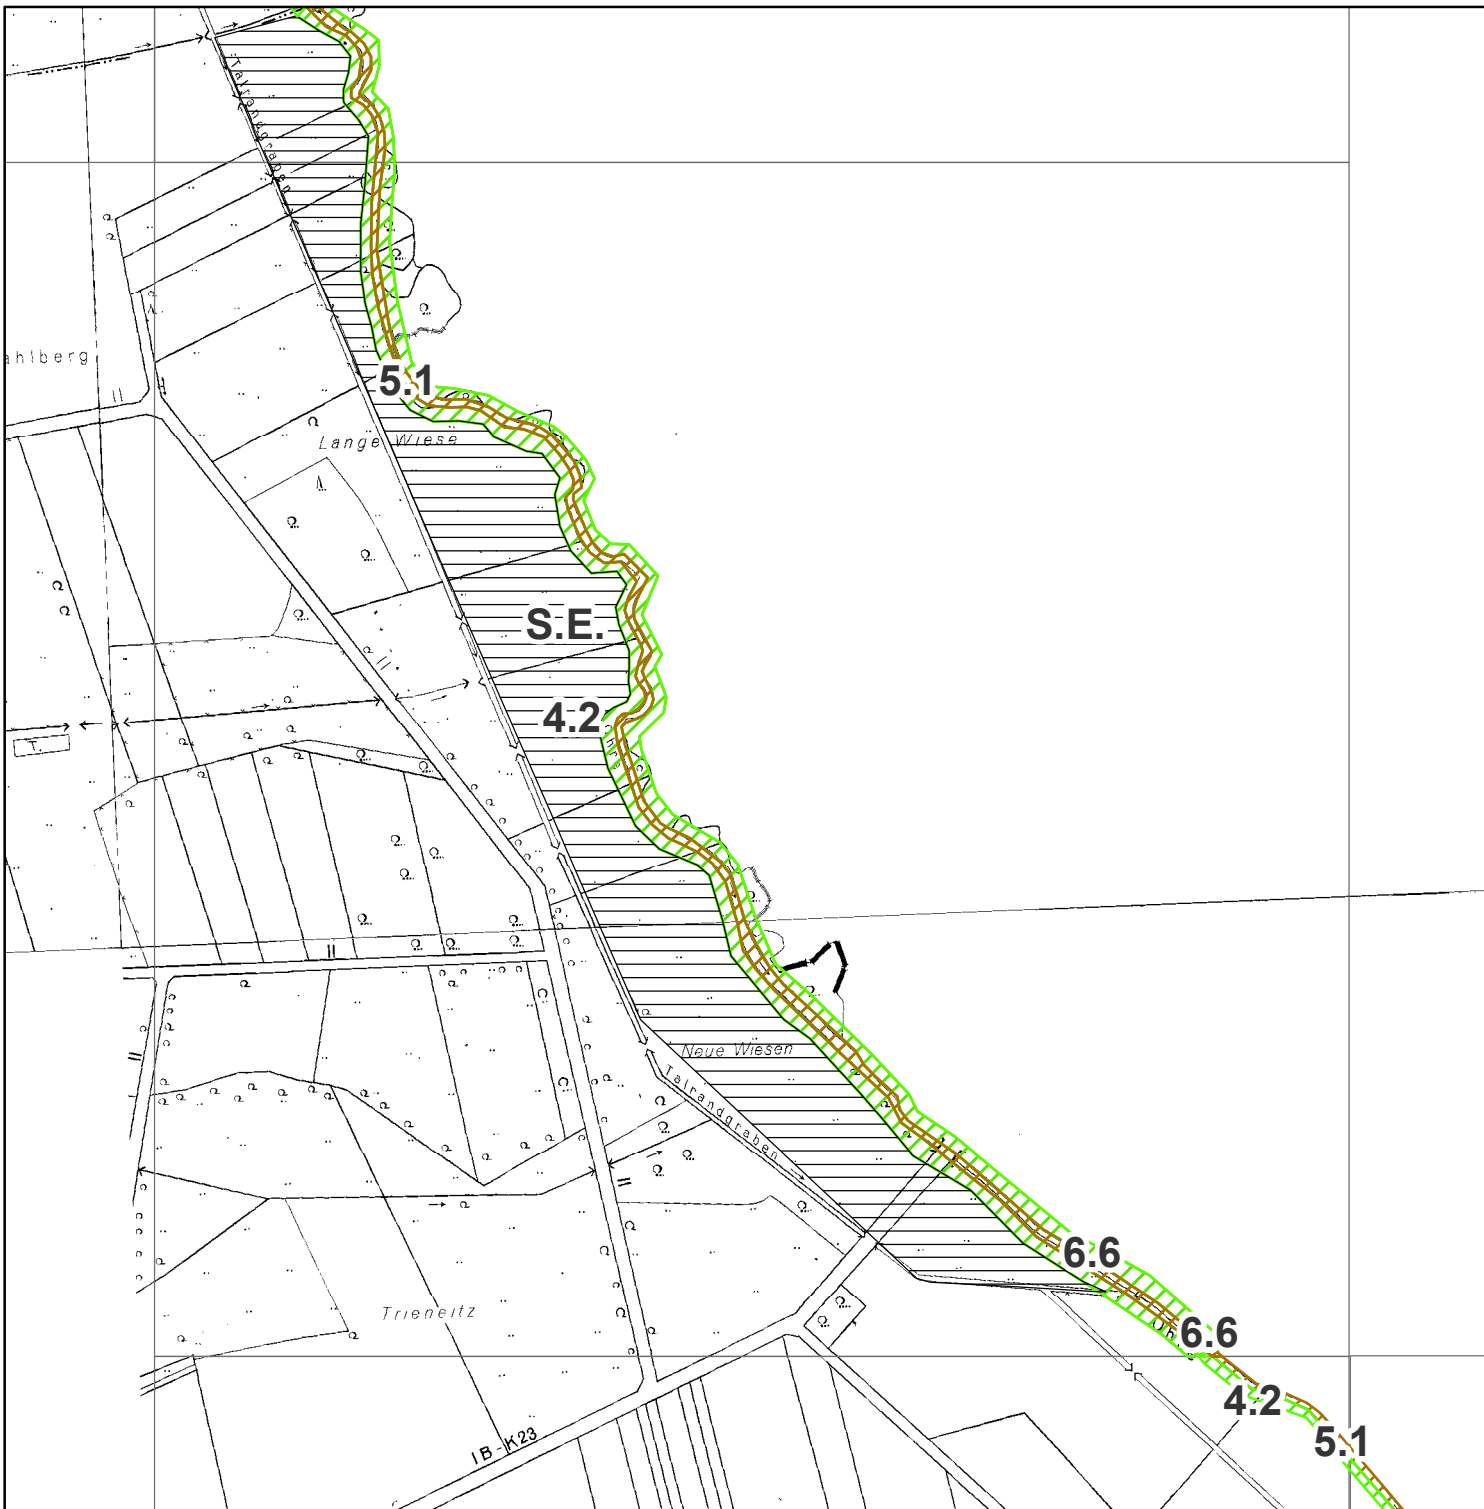 Talrandgraben
ahlberg
5.1
Lange Wiese
S.E.
4.2
T.
Neue Wiesen
Talrandgraben
6.6
Trieneitz
6.6
4.2
5.1
IB-K23